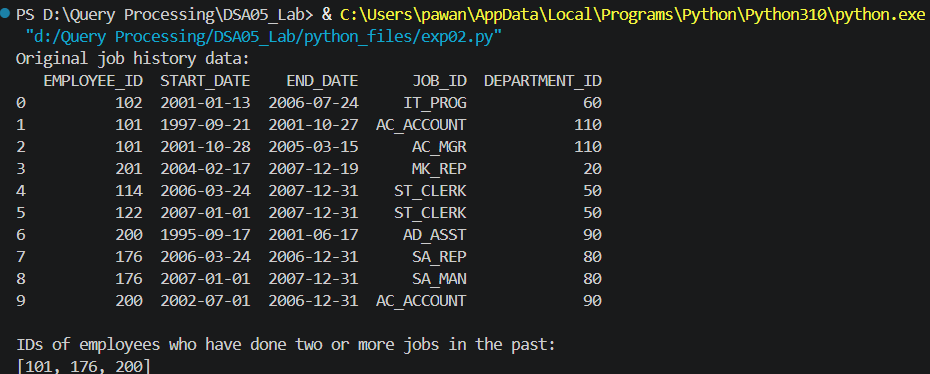 PS D:\Query Processing\DSA05_Lab> & C:\Users\pawan\AppData\Local\Programs\Python\Python310\python.exe
"d:/Query Processing/DSA05_Lab/python_files/exp02.py"
Original job history data:
   EMPLOYEE_ID  START_DATE    END_DATE      JOB_ID  DEPARTMENT_ID
0          102  2001-01-13  2006-07-24     IT_PROG             60
1          101  1997-09-21  2001-10-27  AC_ACCOUNT            110
2          101  2001-10-28  2005-03-15      AC_MGR            110
3          201  2004-02-17  2007-12-19      MK_REP             20
4          114  2006-03-24  2007-12-31    ST_CLERK             50
5          122  2007-01-01  2007-12-31    ST_CLERK             50
6          200  1995-09-17  2001-06-17     AD_ASST             90
7          176  2006-03-24  2006-12-31      SA_REP             80
8          176  2007-01-01  2007-12-31      SA_MAN             80
9          200  2002-07-01  2006-12-31  AC_ACCOUNT             90
IDs of employees who have done two or more jobs in the past:
[101, 176, 200]